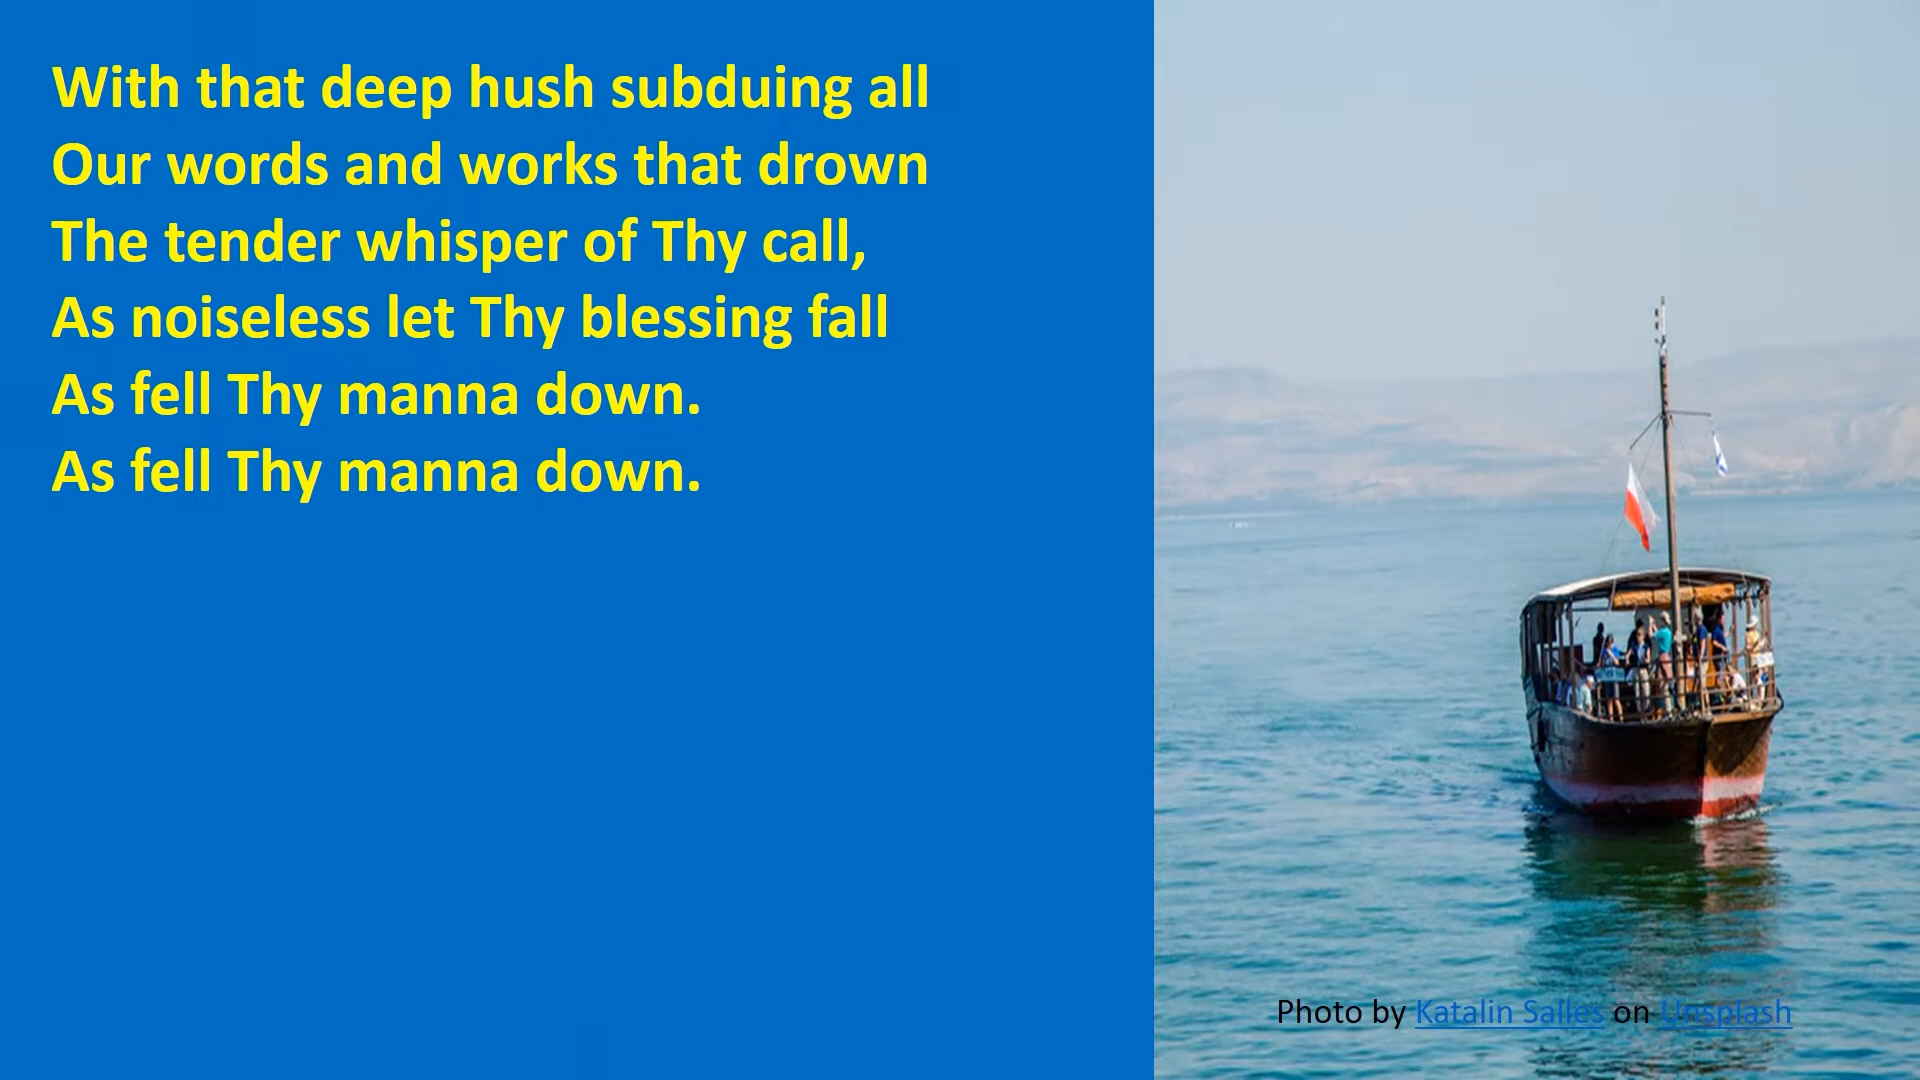 With that deep hush subduing all
Our words and works that drown
The tender whisper of Thy call,
As noiseless let Thy blessing fall
As fell Thy manna down.
As fell Thy manna down.
Photo by Katalin Salles on Unsplash